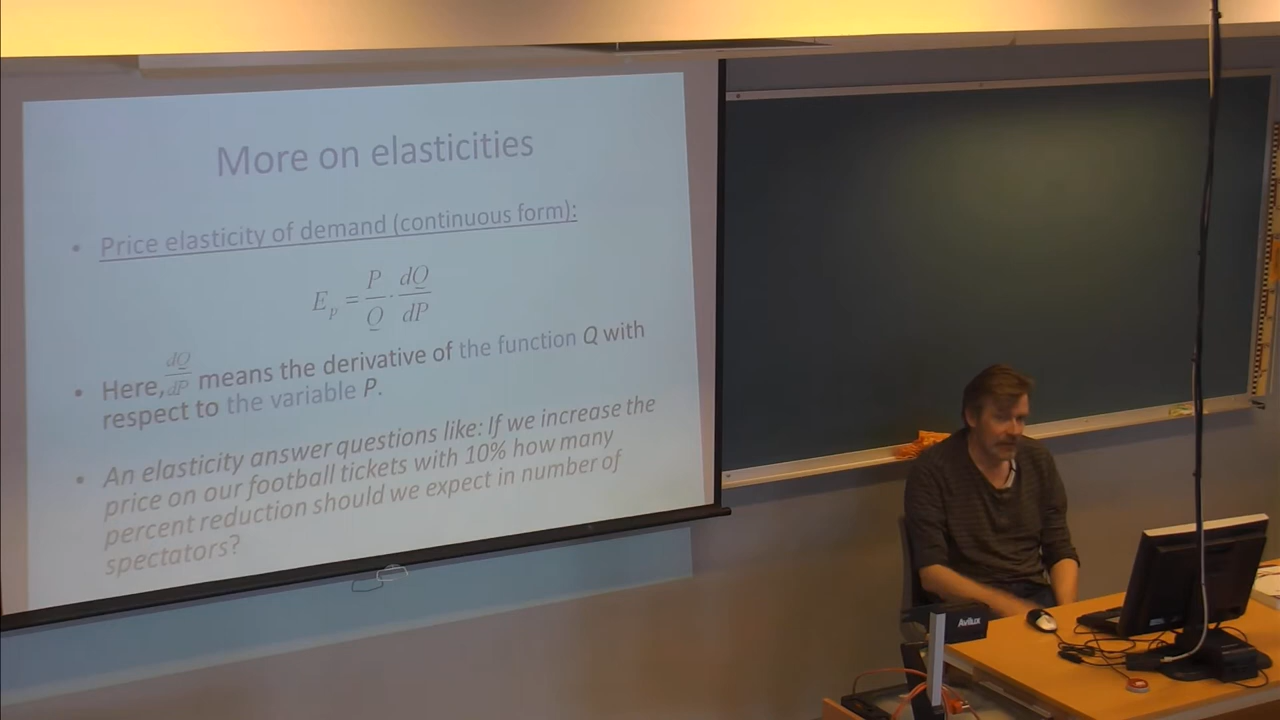 More on elasticities
• Price elasticity of demand (continuous form):
E_p = P/Q · dQ/dP
• Here, dQ/dP means the derivative of the function Q with
respect to the variable P.
• An elasticity answer questions like: If we increase the
price on our football tickets with 10% how many
percent reduction should we expect in number of
spectators?
Avilux